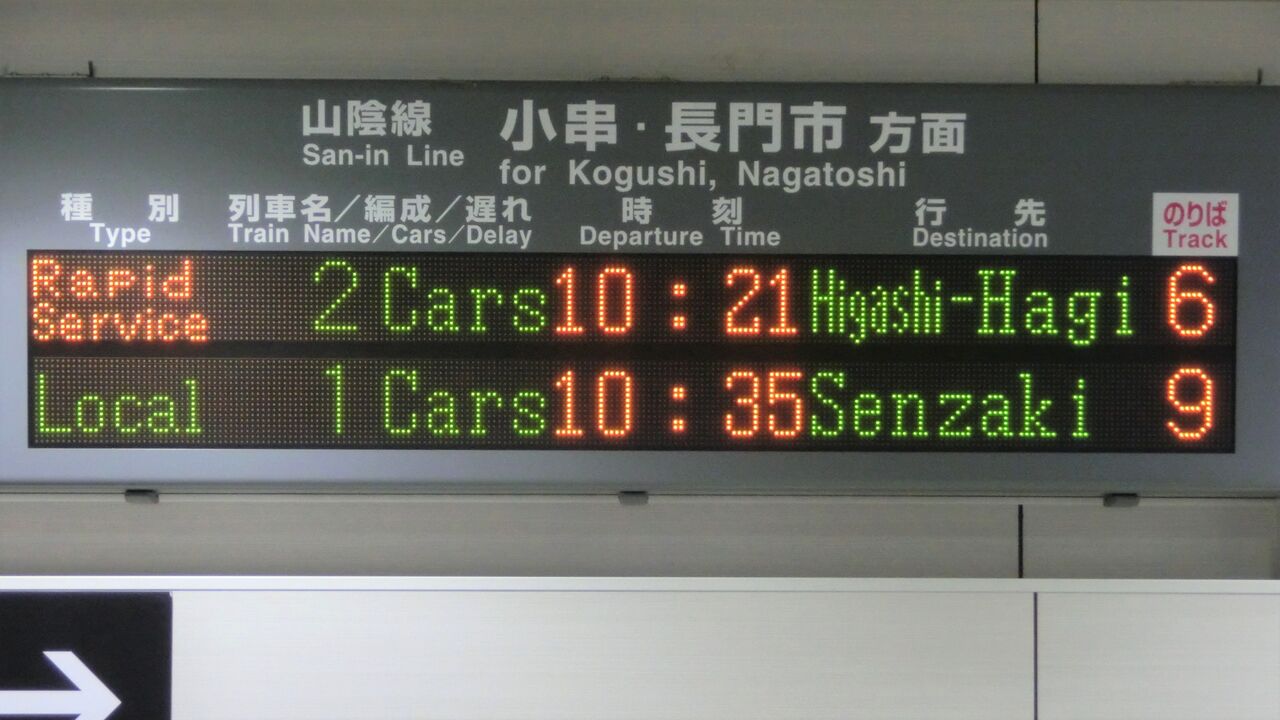 山陰線 小串・長門市 方面
San-in Line for Kogushi, Nagatoshi
種別 列車名／編成／遅れ 時刻 行先 のりば
Type Train Name／Cars／Delay Departure Time Destination Track
Rapid Service 2 Cars 10:21 Higashi-Hagi 6
Local 1 Cars 10:35 Senzaki 9